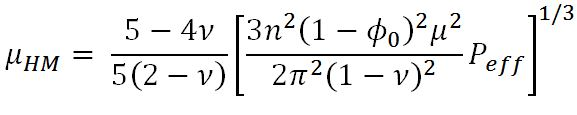 μ_HM = (5 − 4ν)/(5(2 − ν)) [ (3n²(1 − ϕ₀)²μ²)/(2π²(1 − ν)²) P_eff ]^{1/3}